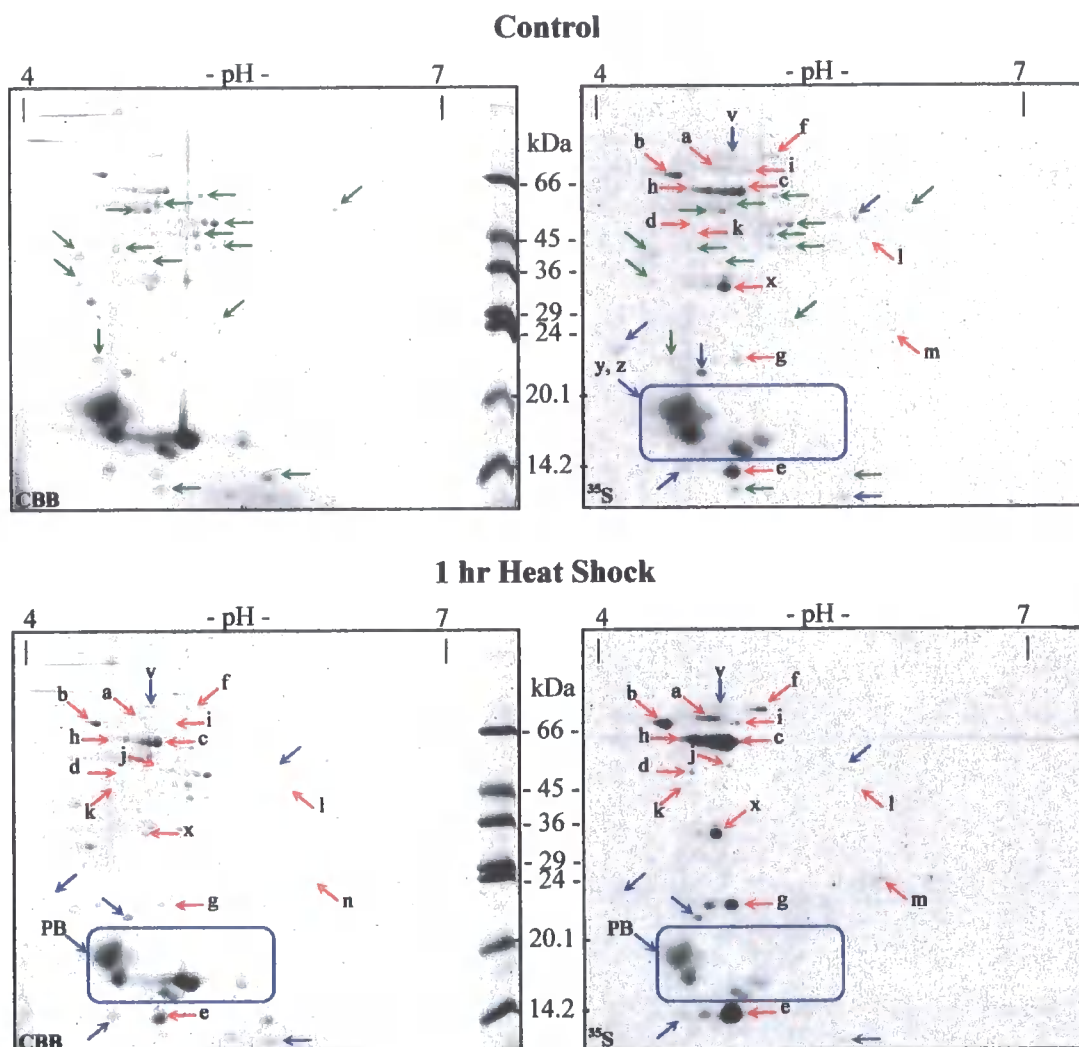 Control
4 - pH - 7
kDa
- 66 -
- 45 -
- 36 -
- 29 -
- 24 -
20.1
14.2
CBB
4 - pH - 7
v
a
f
b
i
h
c
d
k
l
x
m
g
y, z
e
³⁵S
1 hr Heat Shock
4 - pH - 7
v
a
f
b
i
h
c
j
d
k
l
x
n
g
PB
e
CBB
kDa
- 66 -
- 45 -
- 36 -
- 29 -
- 24 -
20.1
14.2
4 - pH - 7
v
a
f
b
i
h
c
j
d
k
l
x
m
g
PB
e
³⁵S